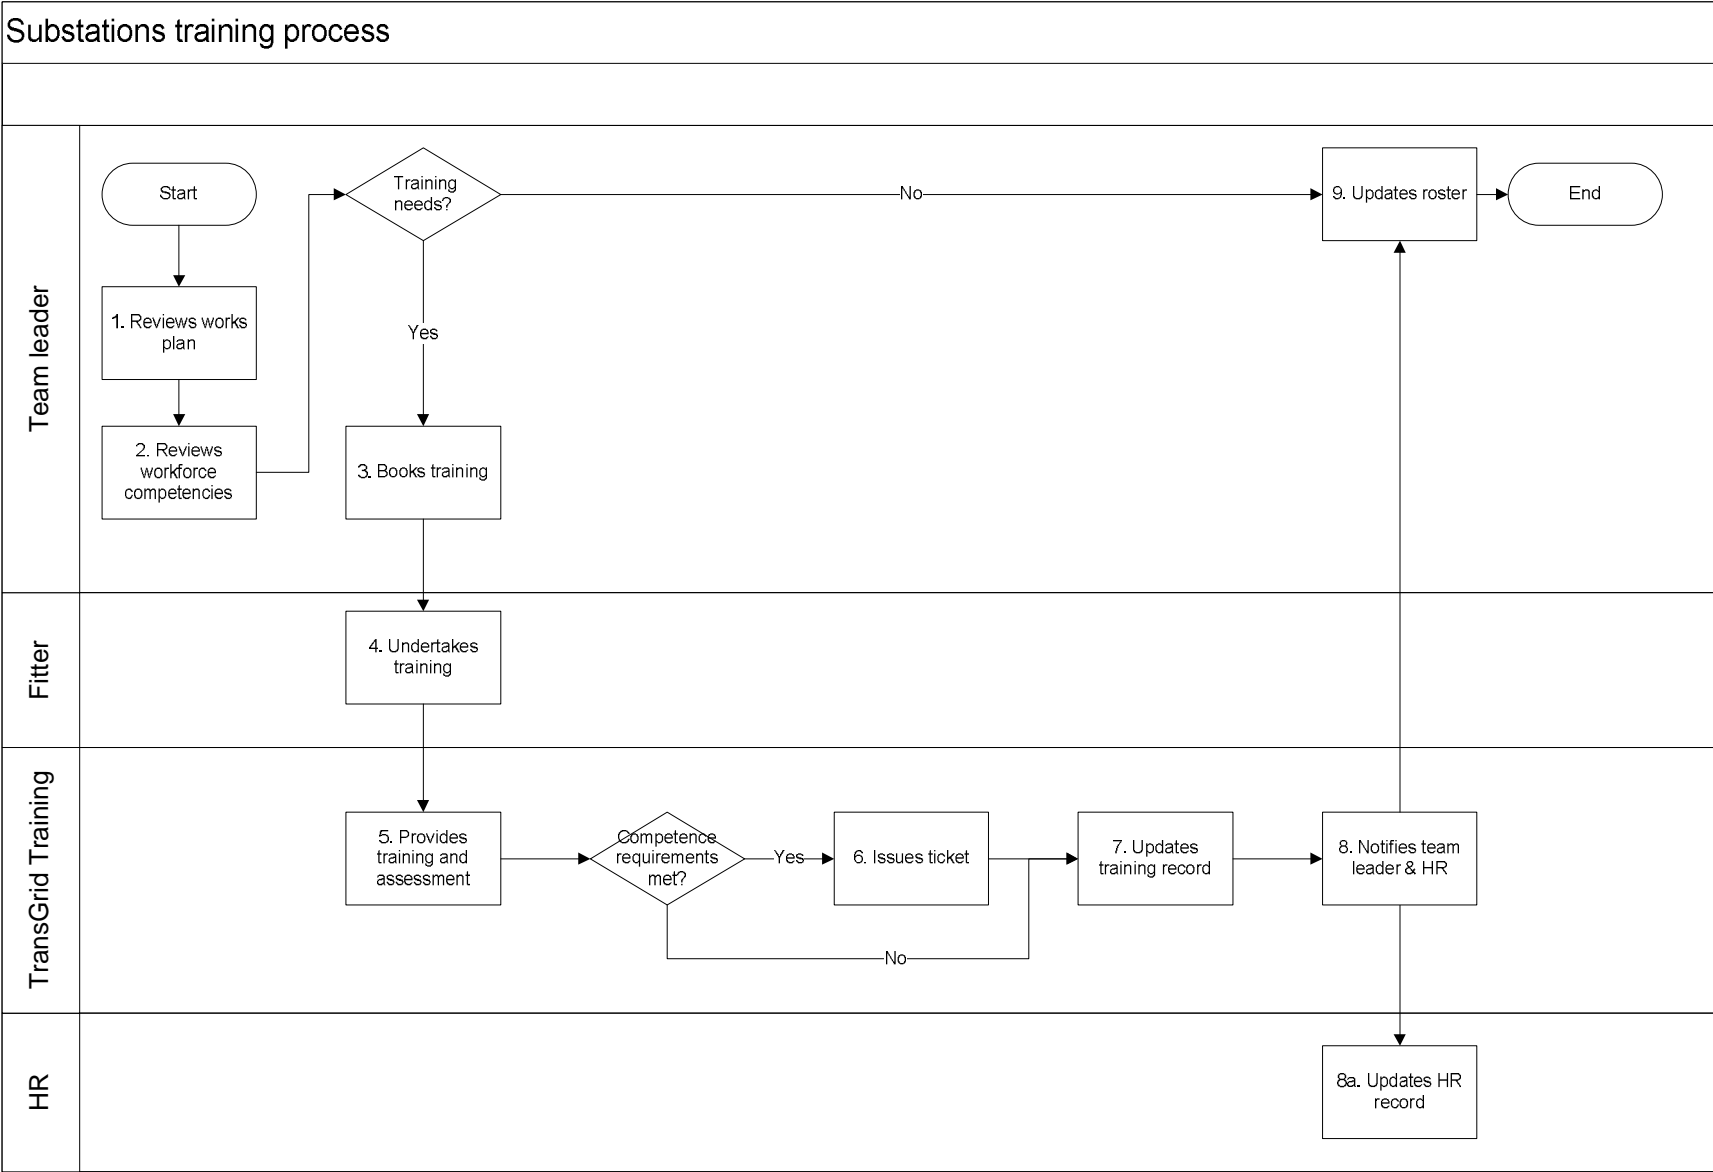 Substations training process
Team leader
Start
Training
needs?
No
9. Updates roster
End
1. Reviews works
plan
Yes
2. Reviews
workforce
competencies
3. Books training
Fitter
4. Undertakes
training
TransGrid Training
5. Provides
training and
assessment
Competence
requirements
met?
Yes
6. Issues ticket
7. Updates
training record
8. Notifies team
leader & HR
No
HR
8a. Updates HR
record